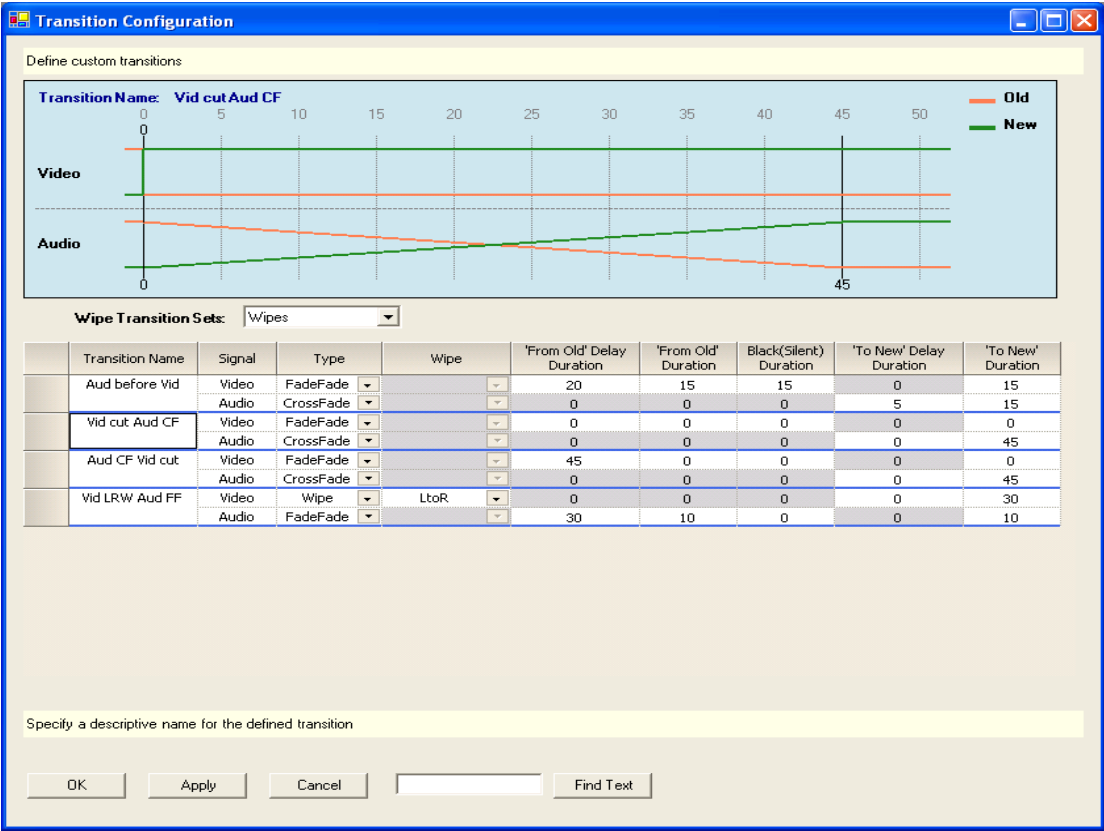 Transition Configuration
Define custom transitions
Transition Name: Vid cut Aud CF
Old
0 5 10 15 20 25 30 35 40 45 50
New
0
Video
Audio
0 45
Wipe Transition Sets: Wipes
Transition Name Signal Type Wipe 'From Old' Delay Duration 'From Old' Duration Black(Silent) Duration 'To New' Delay Duration 'To New' Duration
Aud before Vid Video FadeFade 20 15 15 0 15
Audio CrossFade 0 0 0 5 15
Vid cut Aud CF Video FadeFade 0 0 0 0 0
Audio CrossFade 0 0 0 0 45
Aud CF Vid cut Video FadeFade 45 0 0 0 0
Audio CrossFade 0 0 0 0 45
Vid LRW Aud FF Video Wipe LtoR 0 0 0 0 30
Audio FadeFade 30 10 0 0 10
Specify a descriptive name for the defined transition
OK Apply Cancel Find Text